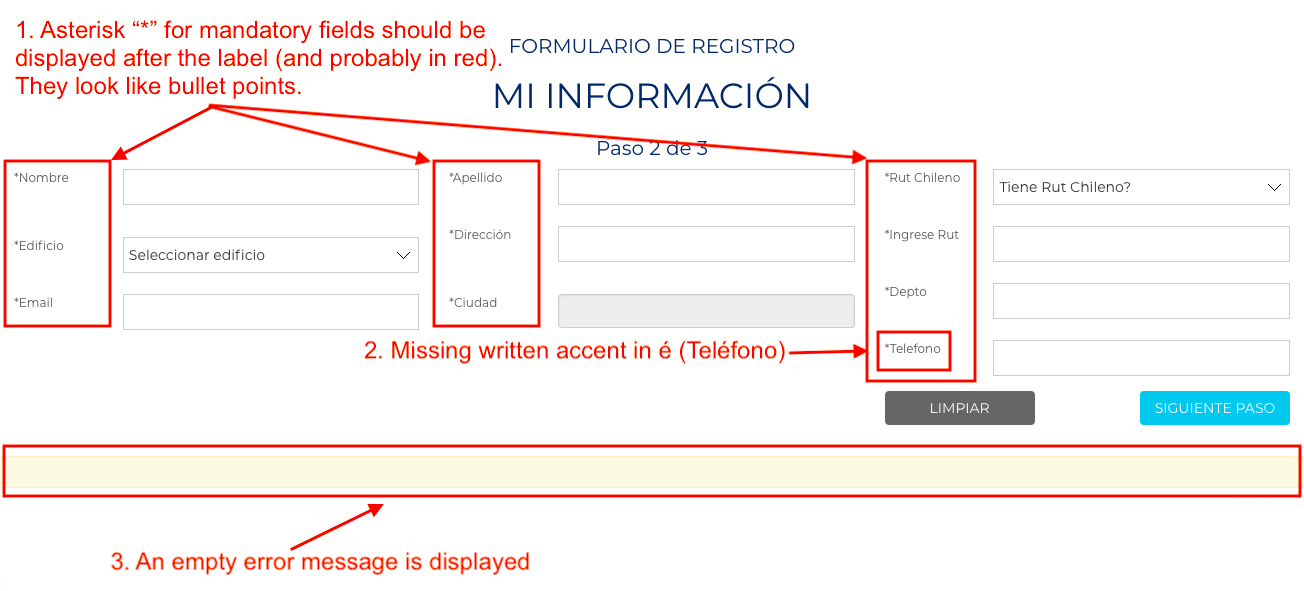 1. Asterisk “*” for mandatory fields should be
displayed after the label (and probably in red).
They look like bullet points.
FORMULARIO DE REGISTRO
MI INFORMACIÓN
Paso 2 de 3
*Nombre
*Apellido
*Rut Chileno
Tiene Rut Chileno?
*Edificio
Seleccionar edificio
*Dirección
*Ingrese Rut
*Email
*Ciudad
*Depto
2. Missing written accent in é (Teléfono)
*Telefono
LIMPIAR
SIGUIENTE PASO
3. An empty error message is displayed